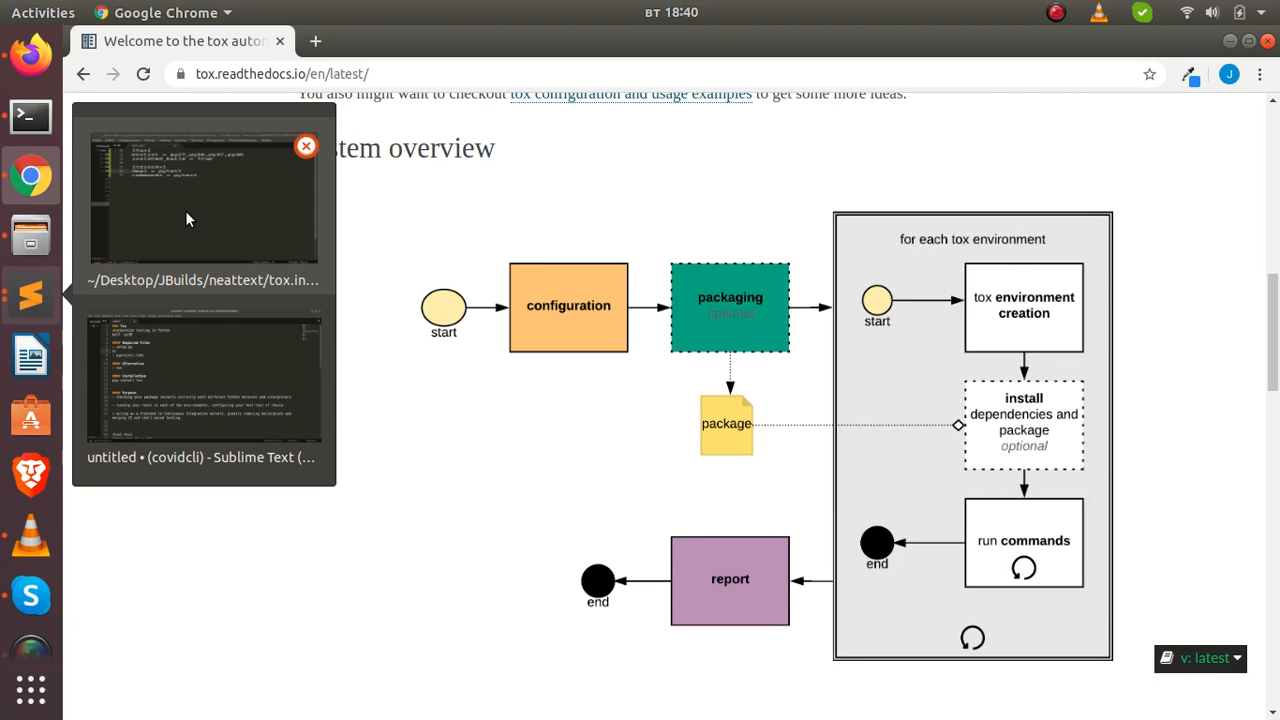 Activities
Google Chrome
вт 18:40
Welcome to the tox auton
tox.readthedocs.io/en/latest/
J
You also might want to checkout tox configuration and usage examples to get some more ideas.
stem overview
~/Desktop/JBuilds/neattext/tox.in...
untitled • (covidcli) - Sublime Text (...
for each tox environment
start
configuration
packaging
optional
start
tox environment
creation
package
install
dependencies and
package
optional
run commands
end
report
end
v: latest